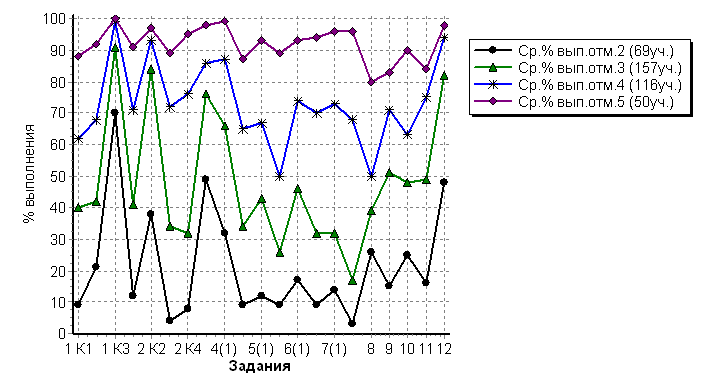 100
90
80
70
60
50
40
30
20
10
0
% выполнения
1 К1 1 К3 2 К2 2 К4 4(1) 5(1) 6(1) 7(1) 8 9 10 11 12
Задания
Ср.% вып.отм.2 (69уч.)
Ср.% вып.отм.3 (157уч.)
Ср.% вып.отм.4 (116уч.)
Ср.% вып.отм.5 (50уч.)